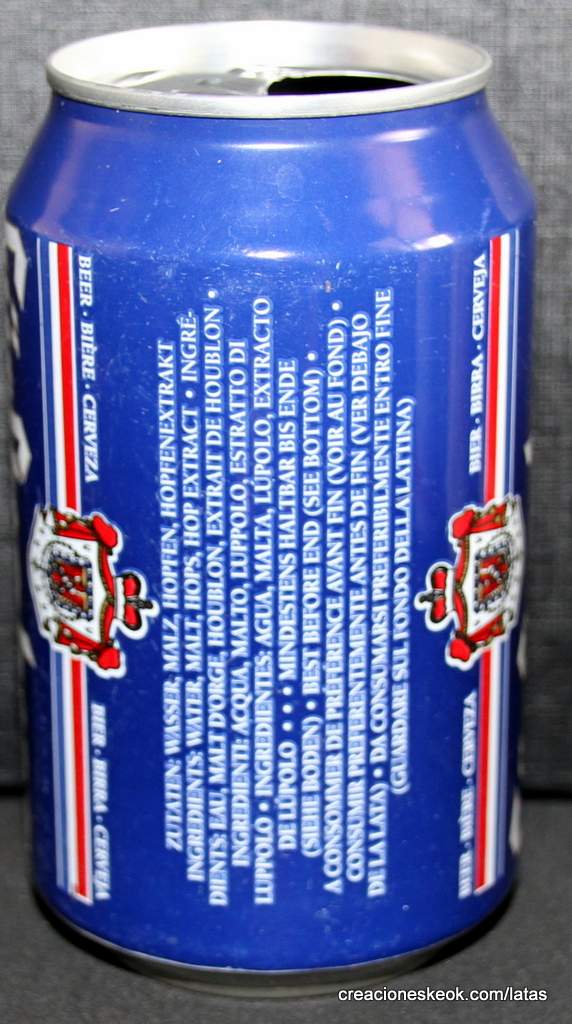 BEER · BIÈRE · CERVEZA
BIER · BIRRA · CERVEJA
ZUTATEN: WASSER, MALZ, HOPFEN, HOPFENEXTRAKT
INGREDIENTS: WATER, MALT, HOPS, HOP EXTRACT • INGRÉ-
DIENTS: EAU, MALT D'ORGE, HOUBLON, EXTRAIT DE HOUBLON •
INGREDIENTI: ACQUA, MALTO, LUPPOLO, ESTRATTO DI
LUPPOLO • INGREDIENTES: AGUA, MALTA, LÚPOLO, EXTRACTO
DE LÚPOLO • • • MINDESTENS HALTBAR BIS ENDE
(SIEHE BODEN) • BEST BEFORE END (SEE BOTTOM) •
A CONSOMMER DE PRÉFÉRENCE AVANT FIN (VOIR AU FOND)) •
CONSUMIR PREFERENTEMENTE ANTES DE FIN (VER DEBAJO
DE LA LATA) • DA CONSUMARSI PREFERIBILMENTE ENTRO FINE
(GUARDARE SUL FONDO DELLA LATTINA)
BIER · BIRRA · CERVEJA
BEER · BIÈRE · CERVEZA
creacioneskeok.com/latas